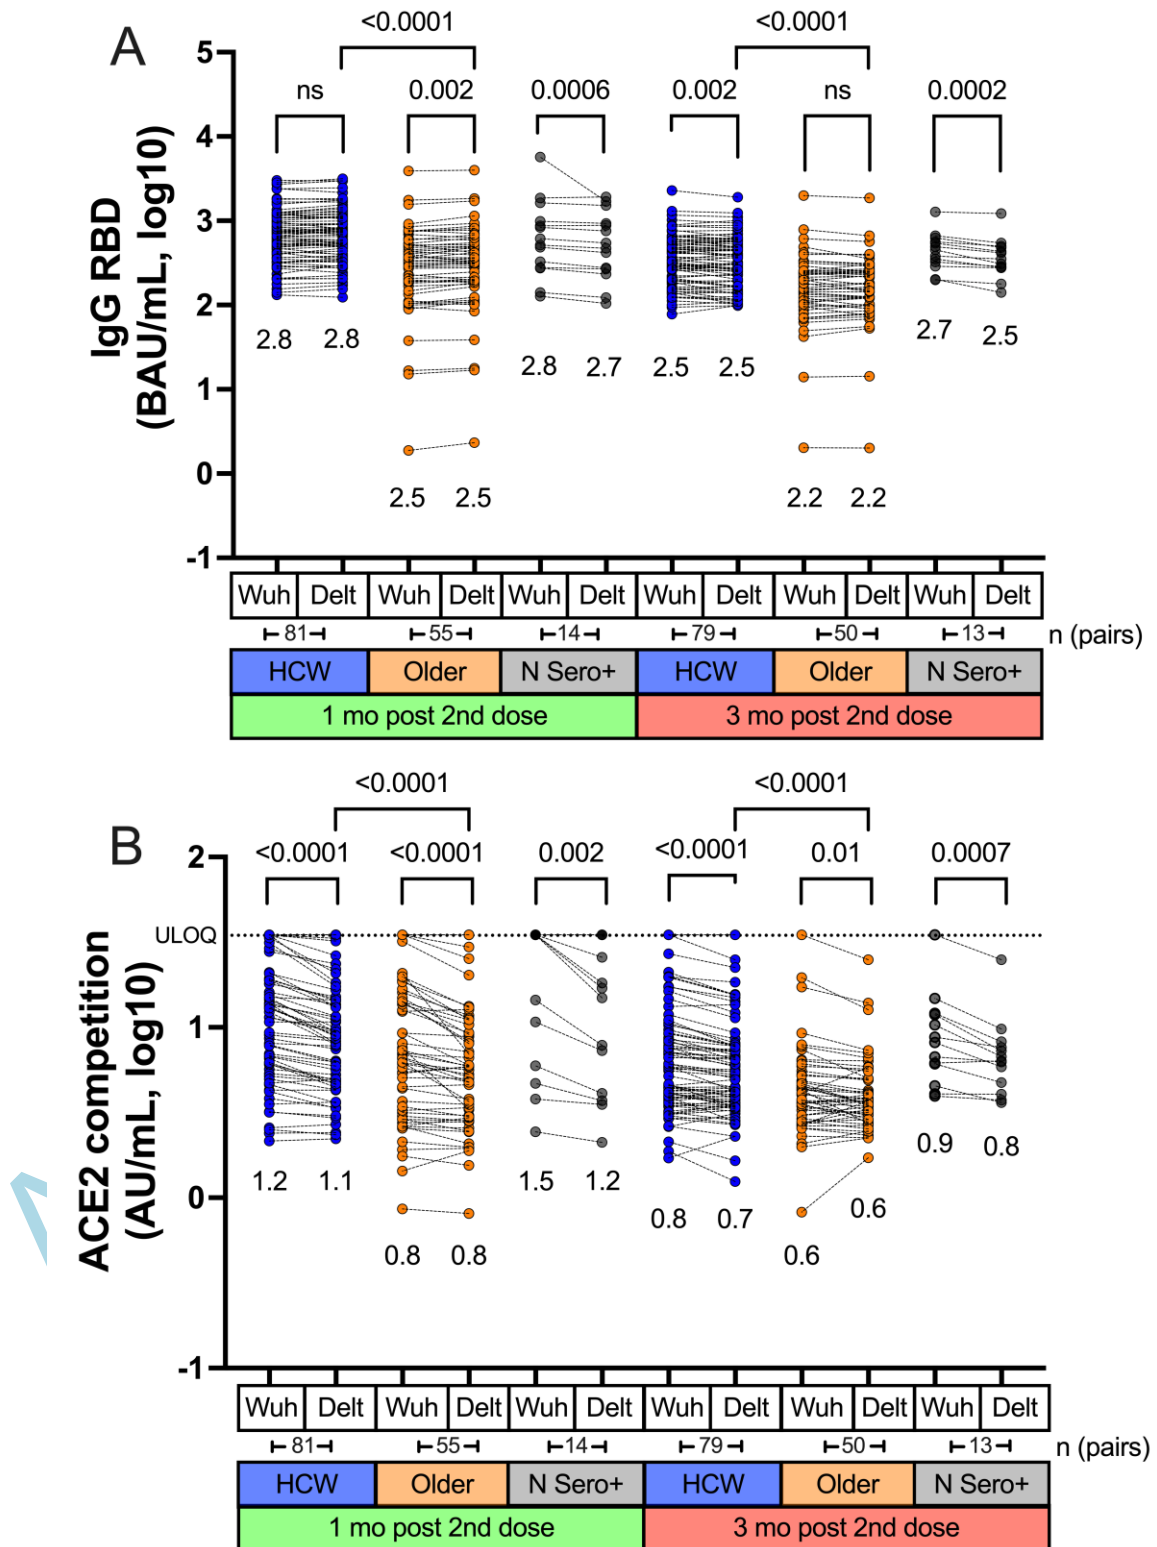 A
<0.0001 <0.0001
ns 0.002 0.0006 0.002 ns 0.0002
IgG RBD
(BAU/mL, log10)
5
4
3
2
1
0
-1
2.8 2.8 2.5 2.5 2.8 2.7 2.5 2.5 2.2 2.2 2.7 2.5
Wuh Delt Wuh Delt Wuh Delt Wuh Delt Wuh Delt Wuh Delt
81 55 14 79 50 13 n (pairs)
HCW Older N Sero+ HCW Older N Sero+
1 mo post 2nd dose 3 mo post 2nd dose
B
<0.0001 <0.0001
<0.0001 <0.0001 0.002 <0.0001 0.01 0.0007
ACE2 competition
(AU/mL, log10)
2
ULOQ
1
0
-1
1.2 1.1 0.8 0.8 1.5 1.2 0.8 0.7 0.6 0.6 0.9 0.8
Wuh Delt Wuh Delt Wuh Delt Wuh Delt Wuh Delt Wuh Delt
81 55 14 79 50 13 n (pairs)
HCW Older N Sero+ HCW Older N Sero+
1 mo post 2nd dose 3 mo post 2nd dose